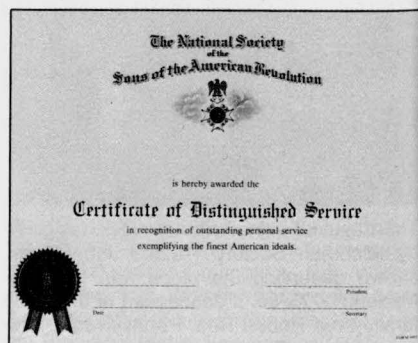 The National Society
of the
Sons of the American Revolution
is hereby awarded the
Certificate of Distinguished Service
in recognition of outstanding personal service
exemplifying the finest American ideals.
President
Date Secretary